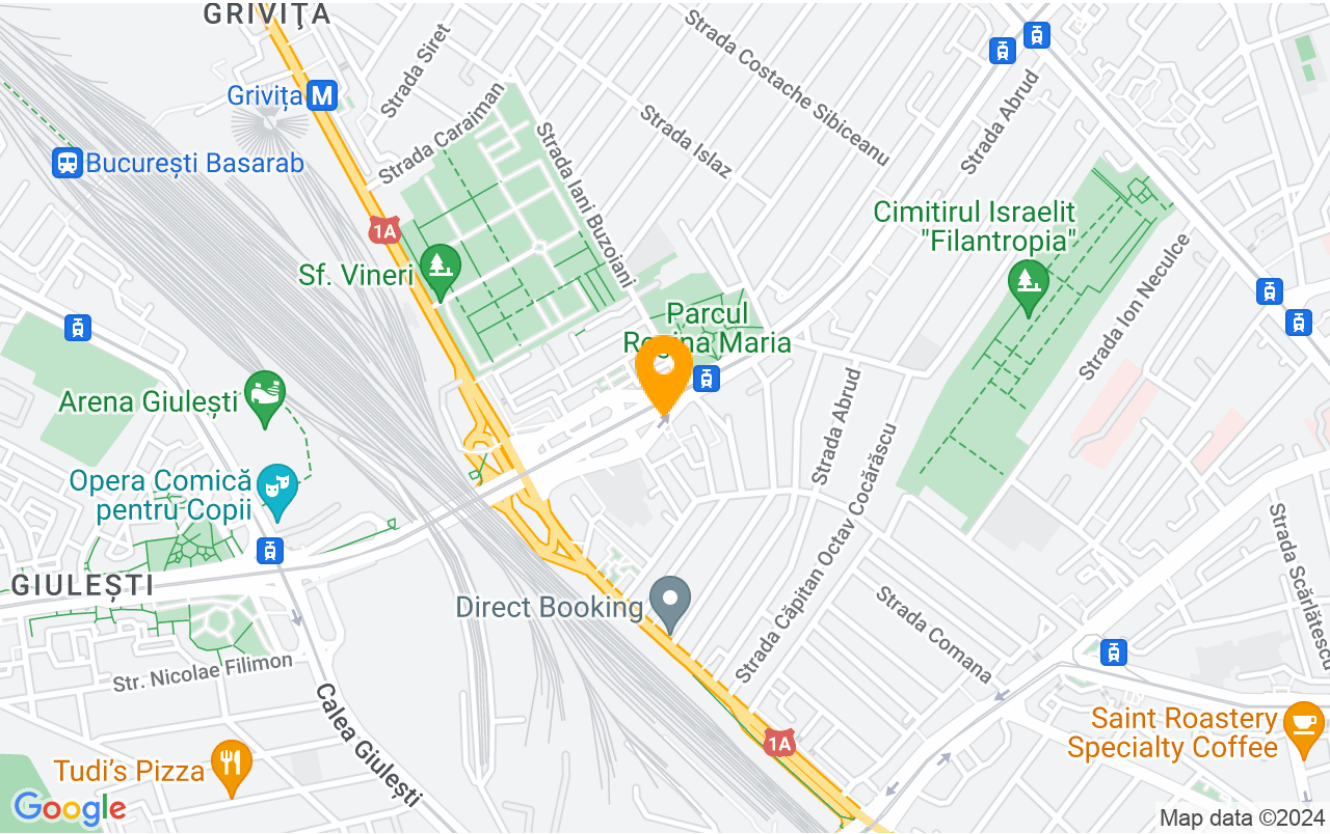 GRIVIȚA
Strada Siret
Strada Costache Sibiceanu
Grivița
M
Strada Caraiman
Strada Islaz
Strada Abrud
București Basarab
Strada Iani Buzoiani
1A
Cimitirul Israelit
"Filantropia"
Sf. Vineri
Strada Ion Neculce
Parcul
Regina Maria
Arena Giulești
Strada Abrud
Strada Căpitan Octav Cocărăscu
Opera Comică
pentru Copii
Strada Scărlătescu
GIULEȘTI
Direct Booking
Strada Comana
Str. Nicolae Filimon
Calea Giulești
1A
Saint Roastery
Specialty Coffee
Tudi's Pizza
Google
Map data ©2024